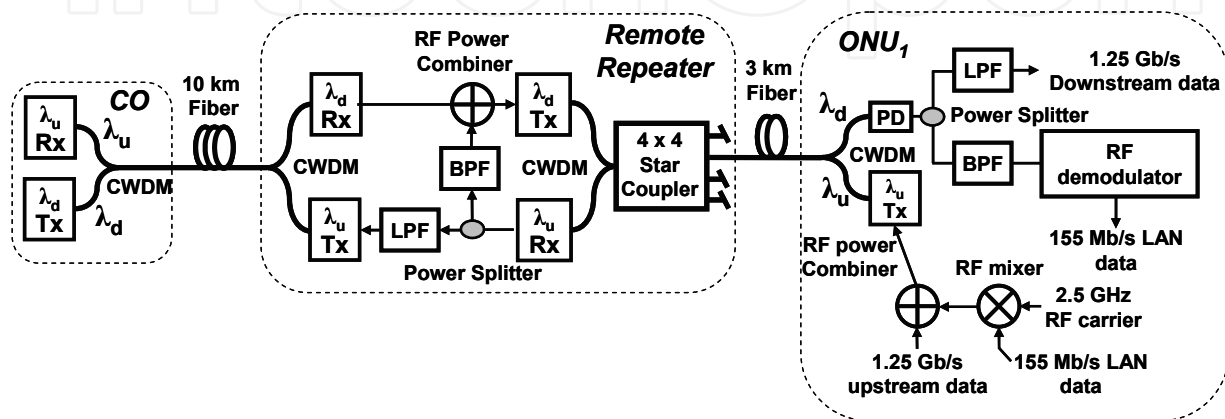 CO
λu
Rx
λu
λd
Tx
λd
CWDM
10 km
Fiber
Remote
Repeater
RF Power
Combiner
λd
Rx
λd
Tx
BPF
CWDM
CWDM
λu
Tx
LPF
λu
Rx
Power Splitter
4 x 4
Star
Coupler
3 km
Fiber
ONU1
λd
PD
LPF
1.25 Gb/s
Downstream data
Power Splitter
BPF
RF
demodulator
CWDM
λu
λu
Tx
155 Mb/s LAN
data
RF power
Combiner
RF mixer
2.5 GHz
RF carrier
1.25 Gb/s
upstream data
155 Mb/s LAN
data